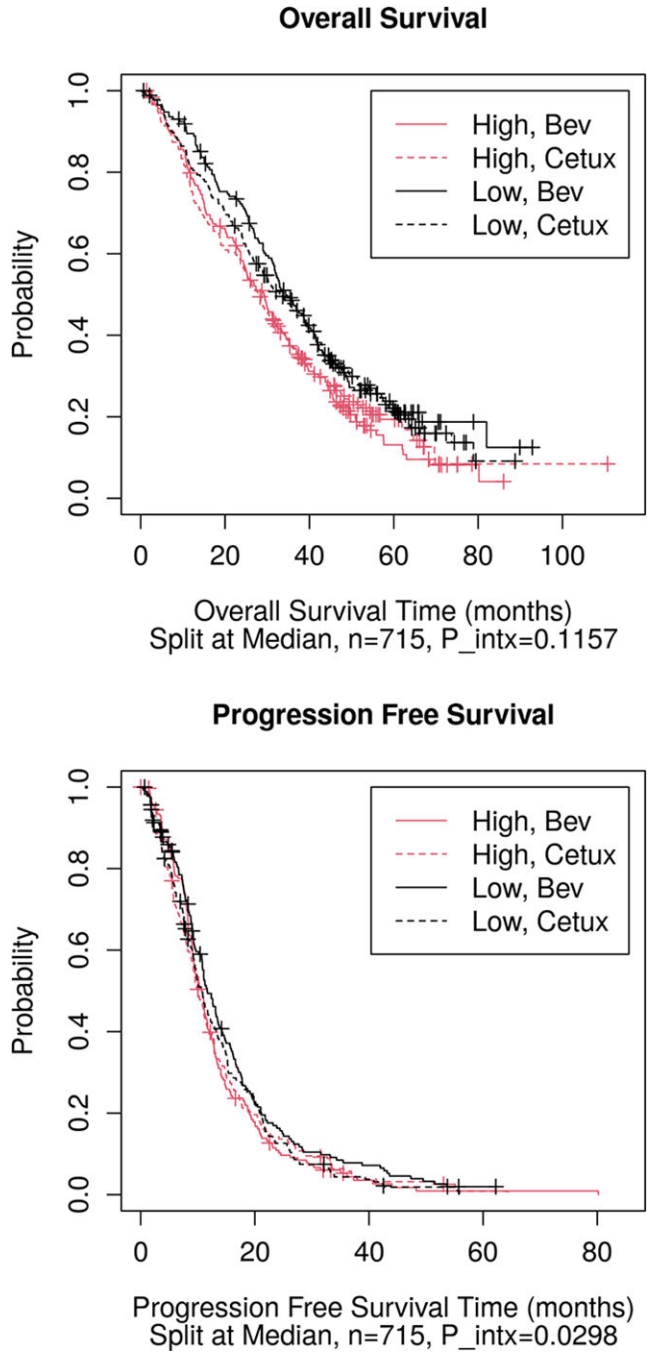 Overall Survival
Probability
0.0
0.2
0.4
0.6
0.8
1.0
High, Bev
High, Cetux
Low, Bev
Low, Cetux
0 20 40 60 80 100
Overall Survival Time (months)
Split at Median, n=715, P_intx=0.1157
Progression Free Survival
Probability
0.0
0.2
0.4
0.6
0.8
1.0
High, Bev
High, Cetux
Low, Bev
Low, Cetux
0 20 40 60 80
Progression Free Survival Time (months)
Split at Median, n=715, P_intx=0.0298